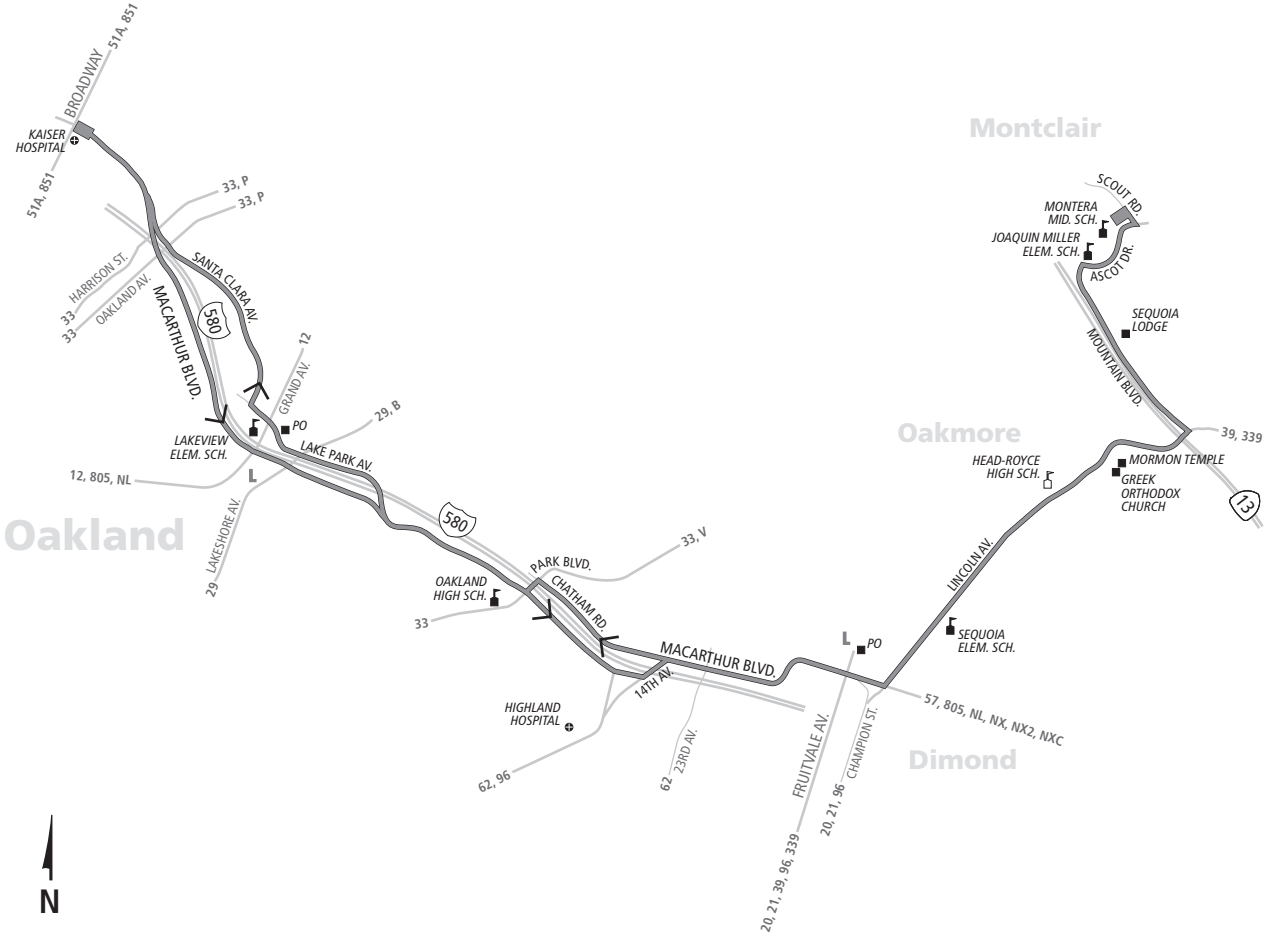 51A, 851
BROADWAY
KAISER
HOSPITAL
51A, 851
33, P
33, P
HARRISON ST.
33
OAKLAND AV.
33
SANTA CLARA AV.
MACARTHUR BLVD.
580
12
GRAND AV.
29, B
PO
LAKEVIEW
ELEM. SCH.
LAKE PARK AV.
L
12, 805, NL
LAKESHORE AV.
29
Oakland
580
PARK BLVD.
33, V
CHATHAM RD.
OAKLAND
HIGH SCH.
33
MACARTHUR BLVD.
14TH AV.
HIGHLAND
HOSPITAL
62, 96
23RD AV.
62
L
PO
FRUITVALE AV.
20, 21, 39, 96, 339
CHAMPION ST.
20, 21, 96
57, 805, NL, NX, NX2, NXC
Dimond
SEQUOIA
ELEM. SCH.
LINCOLN AV.
Oakmore
HEAD-ROYCE
HIGH SCH.
MORMON TEMPLE
GREEK
ORTHODOX
CHURCH
39, 339
13
MOUNTAIN BLVD.
SEQUOIA
LODGE
ASCOT DR.
JOAQUIN MILLER
ELEM. SCH.
MONTERA
MID. SCH.
SCOUT RD.
Montclair
N